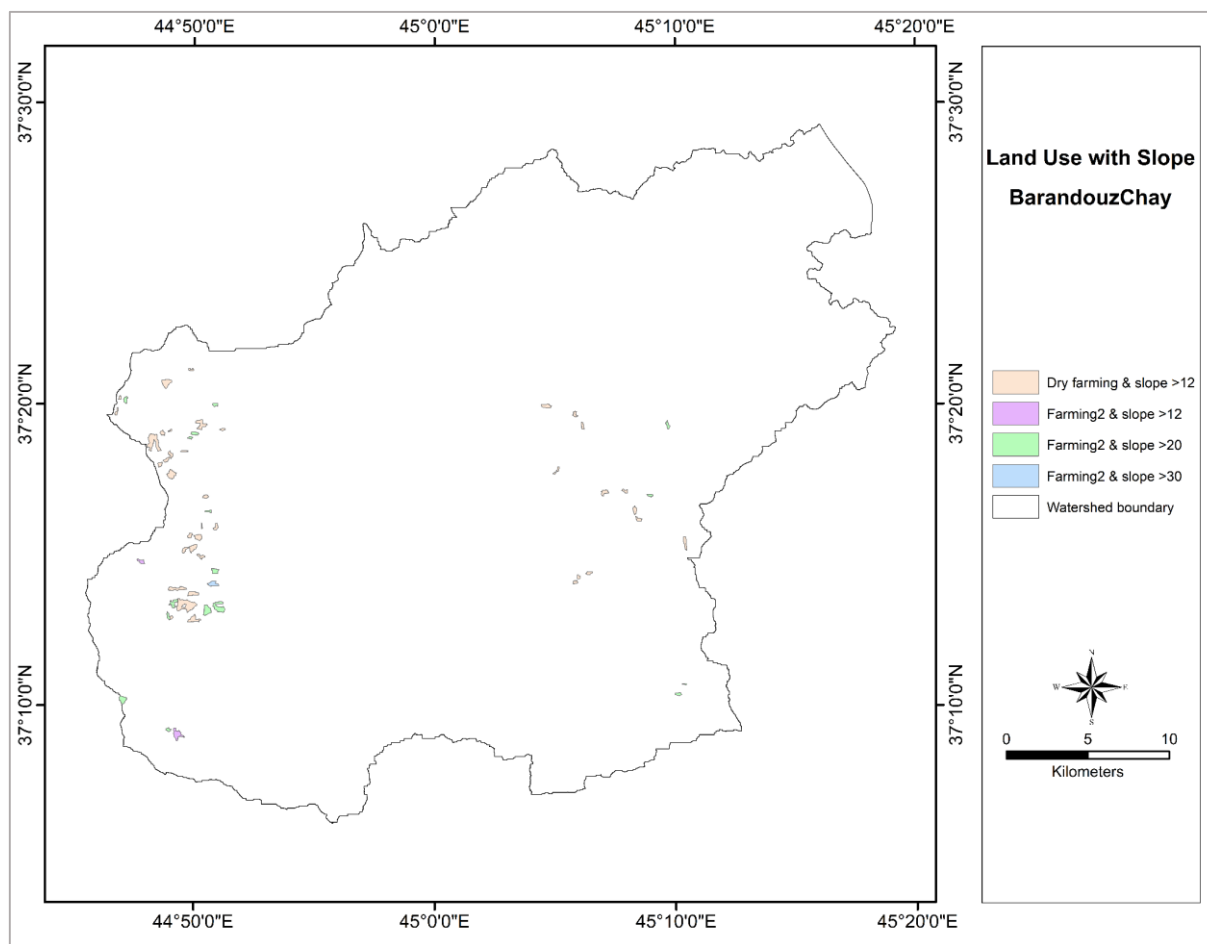 44°50'0"E 45°0'0"E 45°10'0"E 45°20'0"E
37°30'0"N 37°30'0"N
37°20'0"N 37°20'0"N
37°10'0"N 37°10'0"N
44°50'0"E 45°0'0"E 45°10'0"E 45°20'0"E
Land Use with Slope
BarandouzChay
Dry farming & slope >12
Farming2 & slope >12
Farming2 & slope >20
Farming2 & slope >30
Watershed boundary
N
W E
S
0 5 10
Kilometers